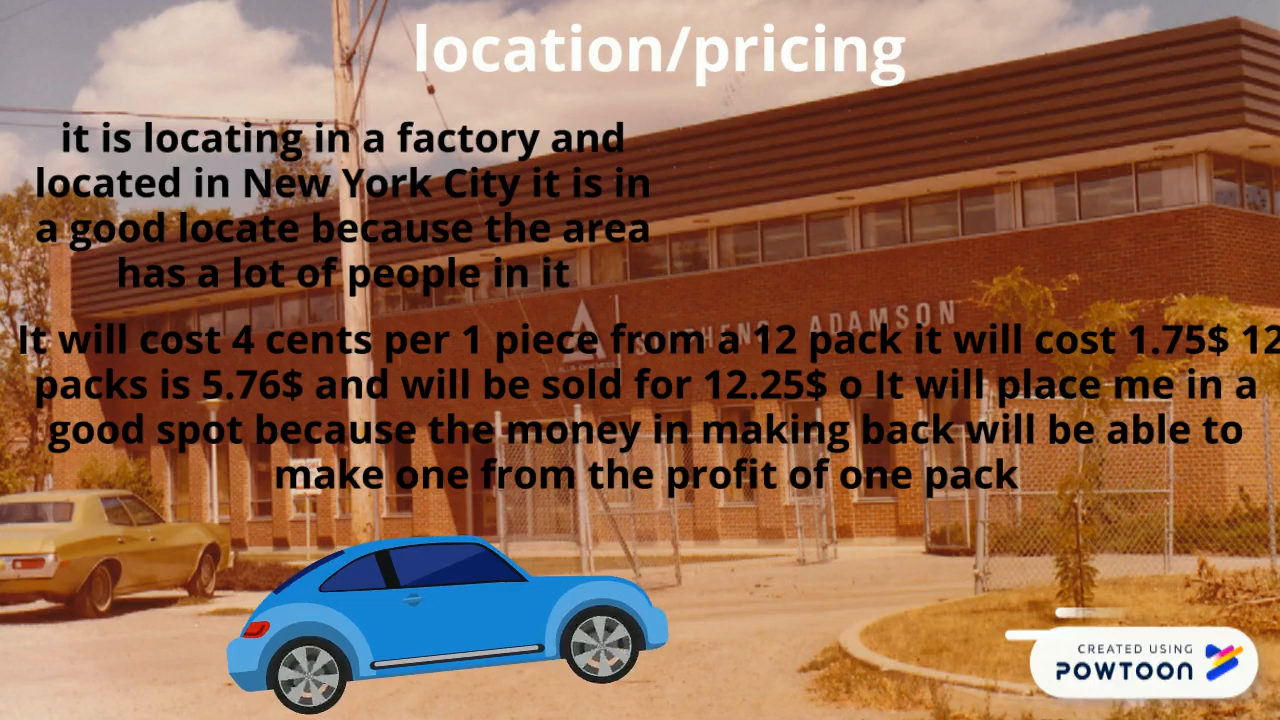 location/pricing
it is locating in a factory and
located in New York City it is in
a good locate because the area
has a lot of people in it
It will cost 4 cents per 1 piece from a 12 pack it will cost 1.75$ 12
packs is 5.76$ and will be sold for 12.25$ o It will place me in a
good spot because the money in making back will be able to
make one from the profit of one pack
ADAMSON
CREATED USING
POWTOON